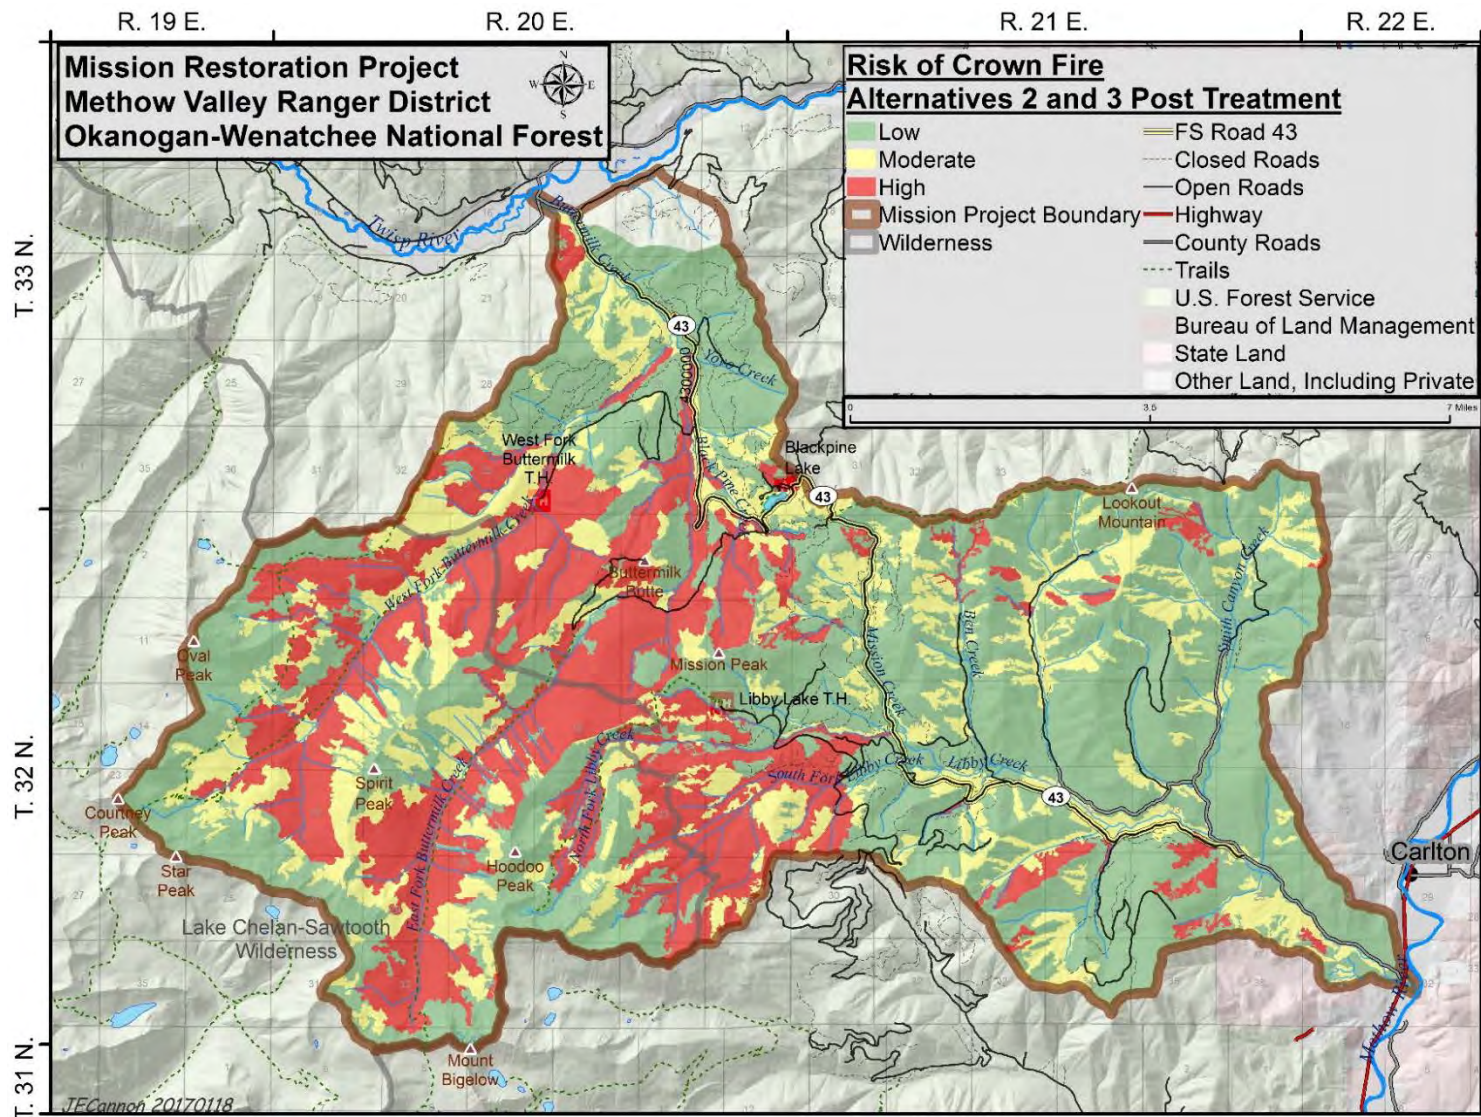 R. 19 E. R. 20 E. R. 21 E. R. 22 E.
Mission Restoration Project
Methow Valley Ranger District
Okanogan-Wenatchee National Forest
N
W E
S
Risk of Crown Fire
Alternatives 2 and 3 Post Treatment
Low
Moderate
High
Mission Project Boundary
Wilderness
FS Road 43
Closed Roads
Open Roads
Highway
County Roads
Trails
U.S. Forest Service
Bureau of Land Management
State Land
Other Land, Including Private
0 3.5 7 Miles
T. 33 N.
T. 32 N.
T. 31 N.
Twisp River
Buttermilk Creek
43
4300000
Yoyo Creek
West Fork
Buttermilk
T.H.
Black Pine
Blackpine
Lake
43
Lookout
Mountain
West Fork Buttermilk Creek
Buttermilk
Butte
Smith Canyon Creek
Ben Creek
Mission Creek
Oval
Peak
Mission Peak
Libby Lake T.H.
North Fork Libby Creek
South Fork Libby Creek
Libby Creek
43
Spirit
Peak
East Fork Buttermilk Creek
Courtney
Peak
Star
Peak
Hoodoo
Peak
Carlton
Lake Chelan-Sawtooth
Wilderness
Methow River
Mount
Bigelow
JECannon 20170118